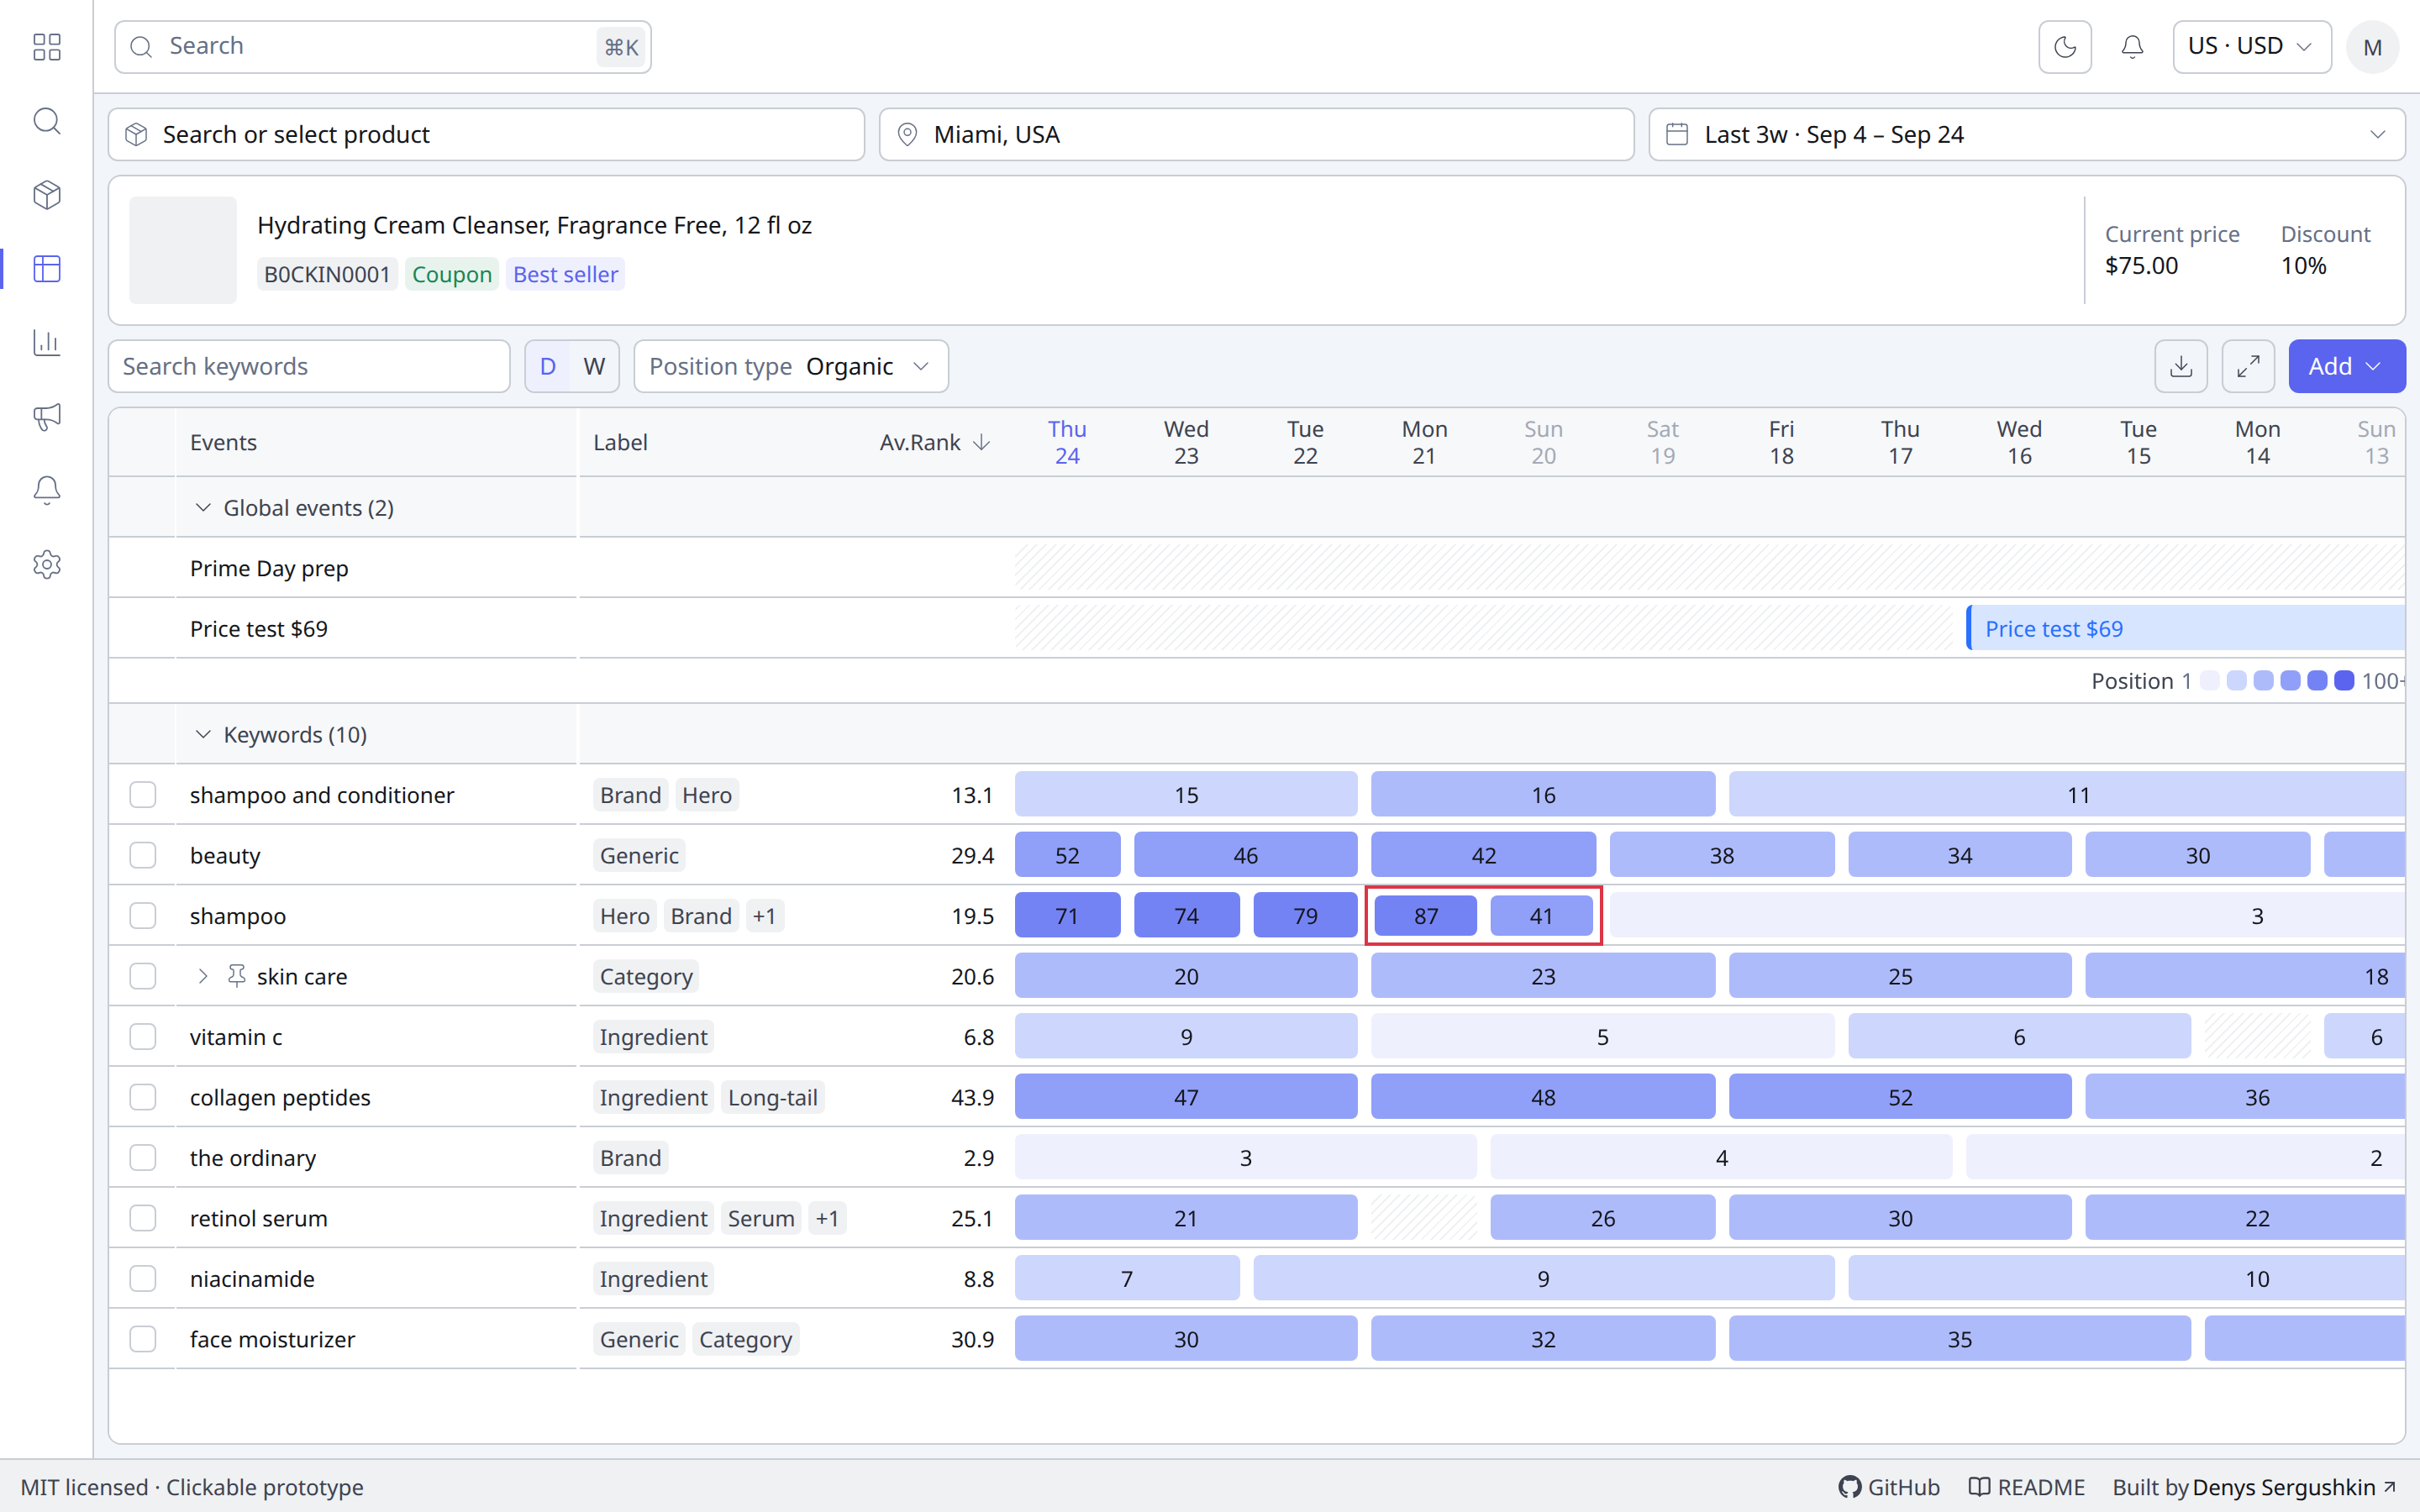 Search ⌘K US · USD M
Search or select product Miami, USA Last 3w · Sep 4 – Sep 24
Hydrating Cream Cleanser, Fragrance Free, 12 fl oz
B0CKIN0001 Coupon Best seller
Current price Discount
$75.00 10%
Search keywords D W Position type Organic Add
Events Label Av.Rank
Thu Wed Tue Mon Sun Sat Fri Thu Wed Tue Mon Sun
24 23 22 21 20 19 18 17 16 15 14 13
Global events (2)
Prime Day prep
Price test $69 Price test $69
Position 1 100+
Keywords (10)
shampoo and conditioner Brand Hero 13.1 15 16 11
beauty Generic 29.4 52 46 42 38 34 30
shampoo Hero Brand +1 19.5 71 74 79 87 41 3
skin care Category 20.6 20 23 25 18
vitamin c Ingredient 6.8 9 5 6 6
collagen peptides Ingredient Long-tail 43.9 47 48 52 36
the ordinary Brand 2.9 3 4 2
retinol serum Ingredient Serum +1 25.1 21 26 30 22
niacinamide Ingredient 8.8 7 9 10
face moisturizer Generic Category 30.9 30 32 35
MIT licensed · Clickable prototype GitHub README Built by Denys Sergushkin